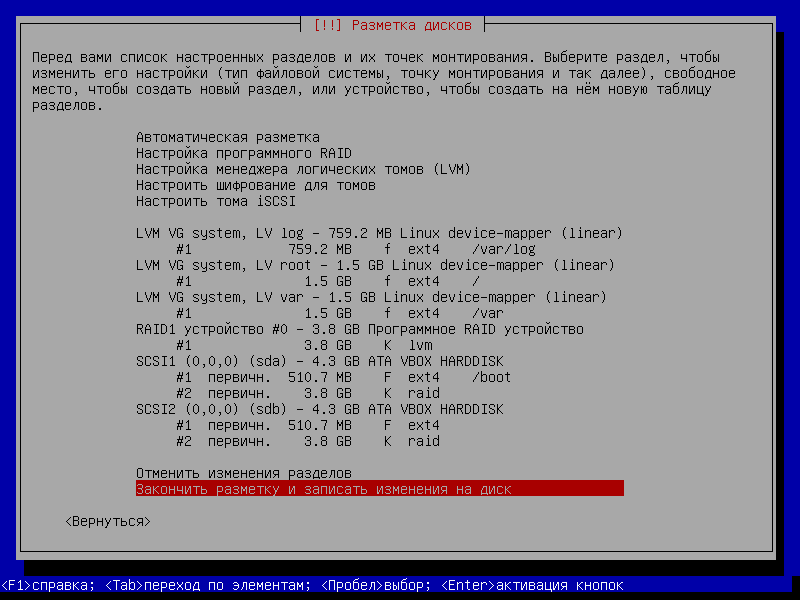 [!!] Разметка дисков
Перед вами список настроенных разделов и их точек монтирования. Выберите раздел, чтобы
изменить его настройки (тип файловой системы, точку монтирования и так далее), свободное
место, чтобы создать новый раздел, или устройство, чтобы создать на нём новую таблицу
разделов.
Автоматическая разметка
Настройка программного RAID
Настройка менеджера логических томов (LVM)
Настроить шифрование для томов
Настроить тома iSCSI
LVM VG system, LV log - 759.2 MB Linux device-mapper (linear)
#1 759.2 MB f ext4 /var/log
LVM VG system, LV root - 1.5 GB Linux device-mapper (linear)
#1 1.5 GB f ext4 /
LVM VG system, LV var - 1.5 GB Linux device-mapper (linear)
#1 1.5 GB f ext4 /var
RAID1 устройство #0 - 3.8 GB Программное RAID устройство
#1 3.8 GB K lvm
SCSI1 (0,0,0) (sda) - 4.3 GB ATA VBOX HARDDISK
#1 первичн. 510.7 MB F ext4 /boot
#2 первичн. 3.8 GB K raid
SCSI2 (0,0,0) (sdb) - 4.3 GB ATA VBOX HARDDISK
#1 первичн. 510.7 MB F ext4
#2 первичн. 3.8 GB K raid
Отменить изменения разделов
Закончить разметку и записать изменения на диск
<Вернуться>
<F1>справка; <Tab>переход по элементам; <Пробел>выбор; <Enter>активация кнопок